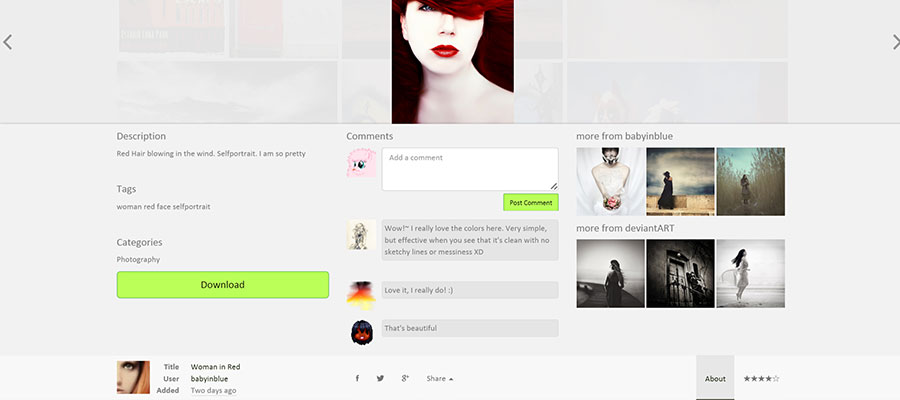 Description
Red Hair blowing in the wind. Selfportrait. I am so pretty
Tags
woman red face selfportrait
Categories
Photography
Download
Comments
Add a comment
Post Comment
Wow!~ I really love the colors here. Very simple,
but effective when you see that it's clean with no
sketchy lines or messiness XD
Love it, I really do! :)
That's beautiful
more from babyinblue
more from deviantART
Title Woman in Red
User babyinblue
Added Two days ago
Share
About